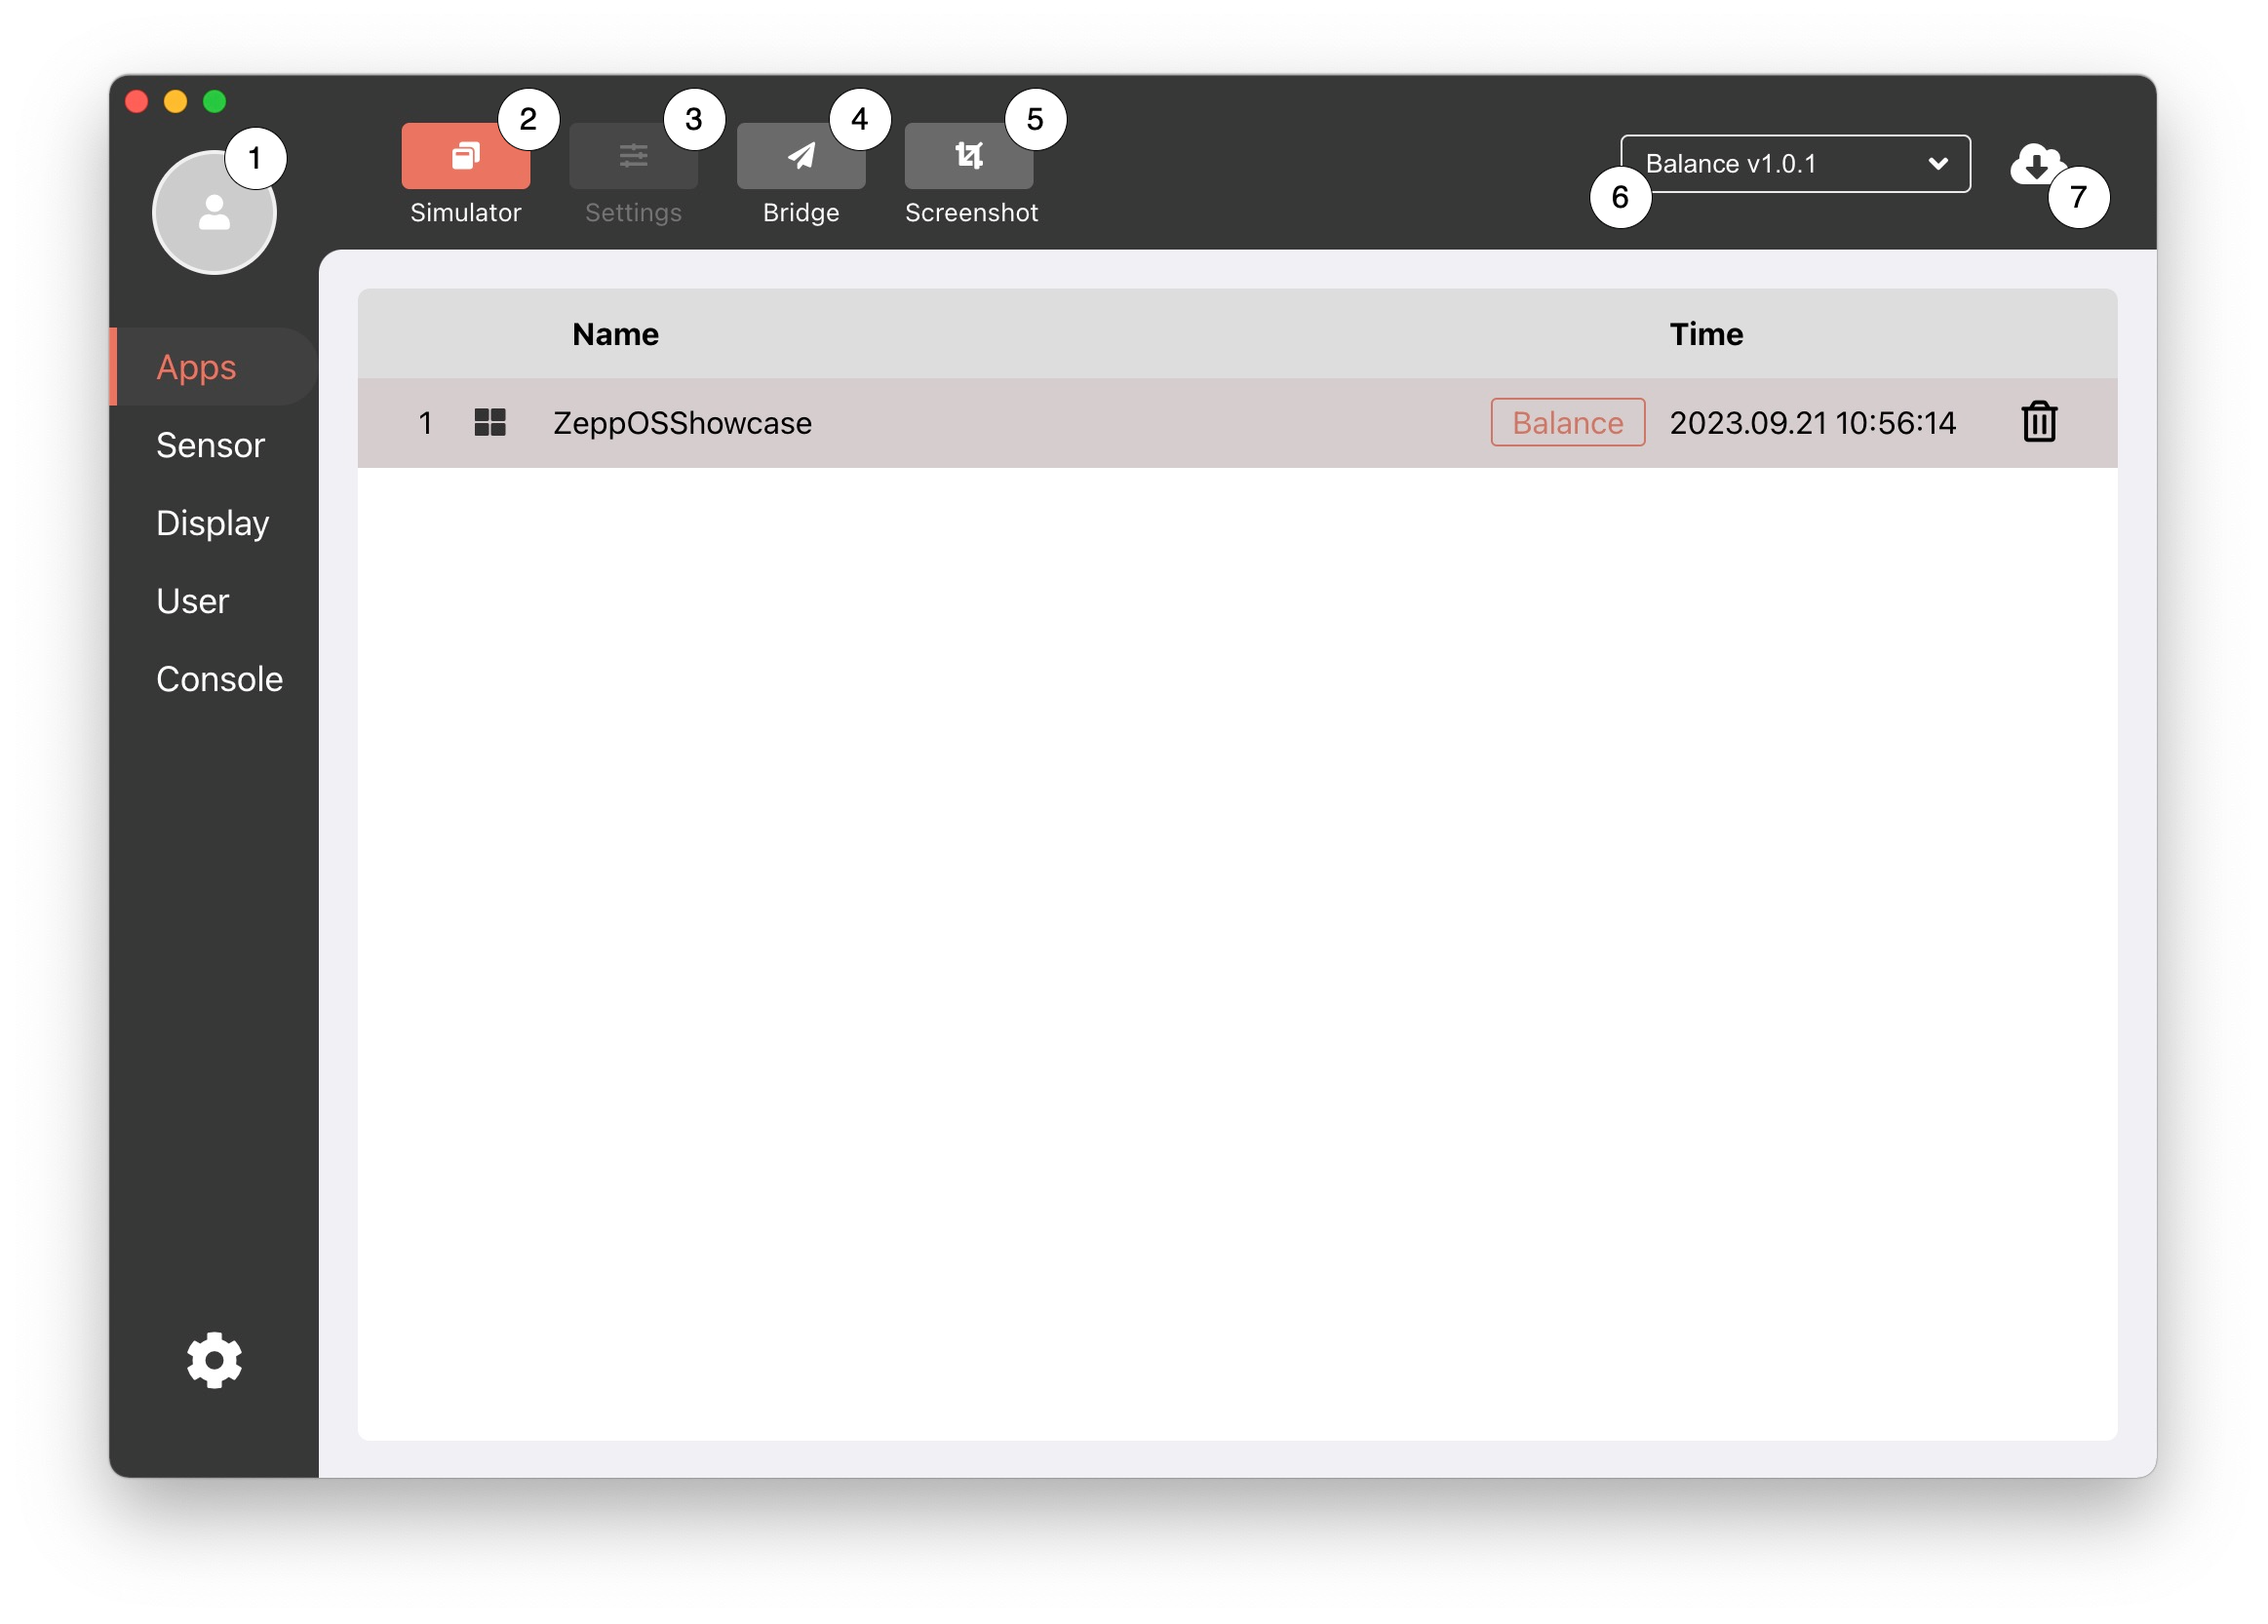 1
2
3
4
5
Simulator
Settings
Bridge
Screenshot
Balance v1.0.1
6
7
Apps
Sensor
Display
User
Console
Name Time
1 ZeppOSShowcase Balance 2023.09.21 10:56:14